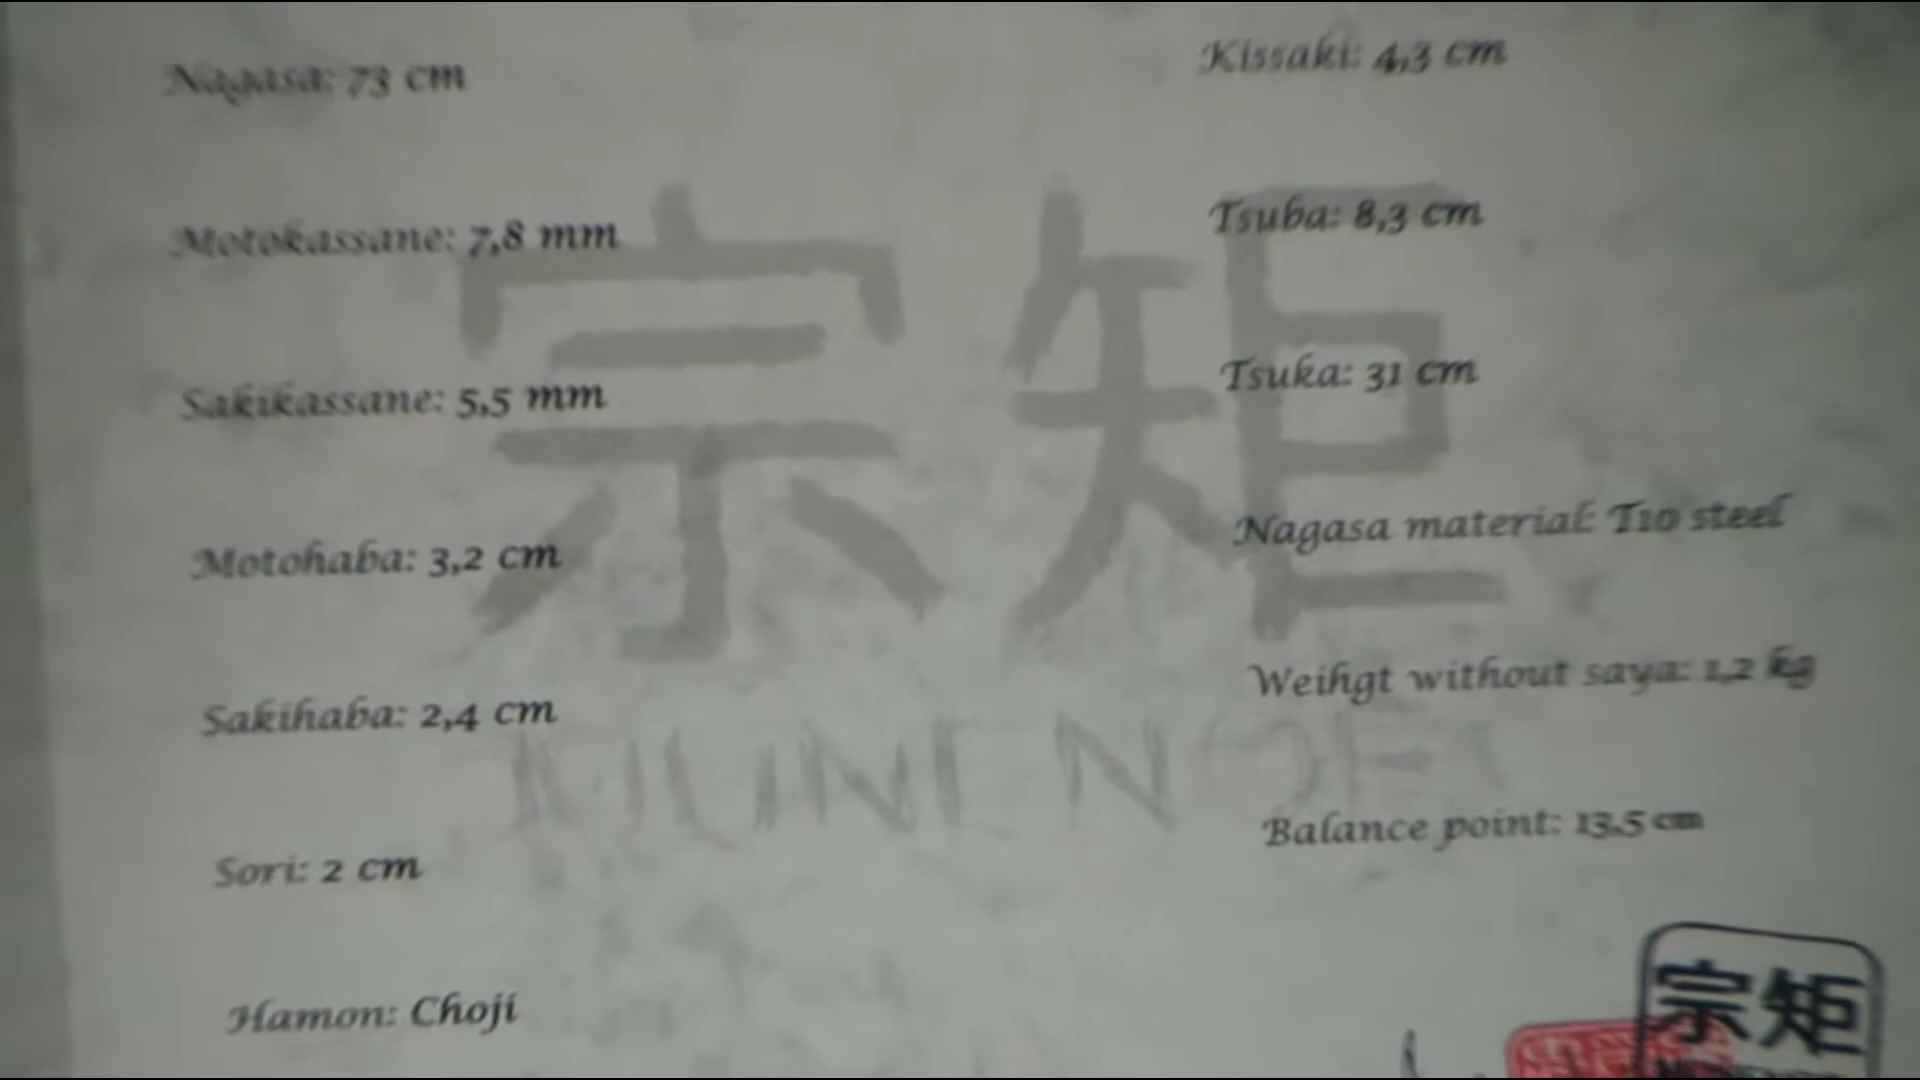 Nagasa: 73 cm
Motokassane: 7,8 mm
Sakikassane: 5,5 mm
Motohaba: 3,2 cm
Sakihaba: 2,4 cm
Sori: 2 cm
Hamon: Choji
Kissaki: 4,3 cm
Tsuba: 8,3 cm
Tsuka: 31 cm
Nagasa material: T10 steel
Weihgt without saya: 1,2 kg
Balance point: 13,5 cm
宗矩
宗矩